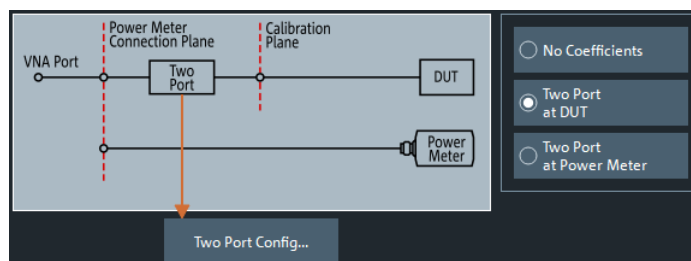 Power Meter
Connection Plane
Calibration
Plane
VNA Port
Two
Port
DUT
Power
Meter
Two Port Config...
No Coefficients
Two Port
at DUT
Two Port
at Power Meter